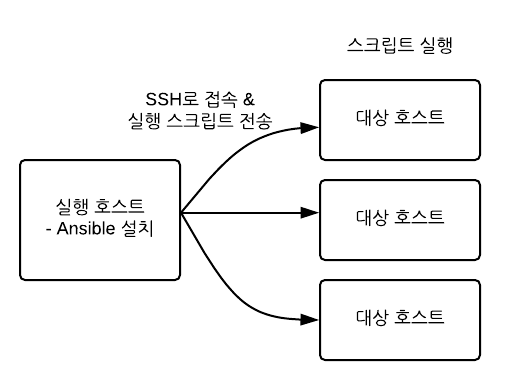 스크립트 실행
SSH로 접속 &
실행 스크립트 전송
대상 호스트
실행 호스트
- Ansible 설치
대상 호스트
대상 호스트